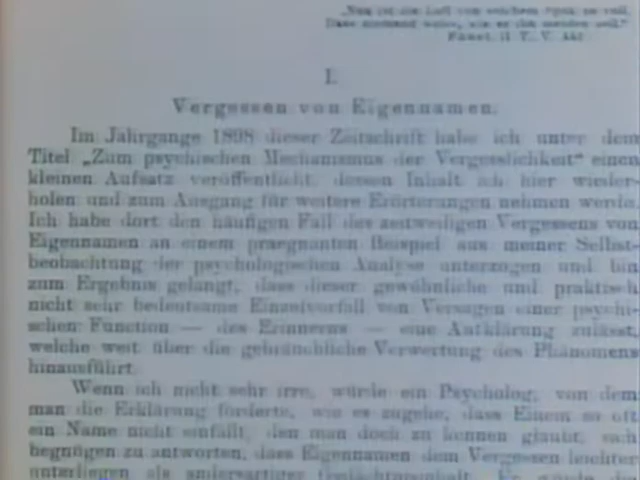 „Nun ist die Luft von solchem Spuk so voll,
Dass niemand weiss, wie er ihn meiden soll.“
Faust. II T., V. Akt
I.
Vergessen von Eigennamen.
Im Jahrgange 1898 dieser Zeitschrift habe ich unter dem
Titel „Zum psychischen Mechanismus der Vergesslichkeit“ einen
kleinen Aufsatz veröffentlicht, dessen Inhalt ich hier wieder-
holen und zum Ausgang für weitere Erörterungen nehmen werde.
Ich habe dort den häufigen Fall des zeitweiligen Vergessens von
Eigennamen an einem praegnanten Beispiel aus meiner Selbst-
beobachtung der psychologischen Analyse unterzogen und bin
zum Ergebnis gelangt, dass dieser gewöhnliche und praktisch
nicht sehr bedeutsame Einzelvorfall von Versagen einer psychi-
schen Function — des Erinnerns — eine Aufklärung zulässt,
welche weit über die gebräuchliche Verwertung des Phänomens
hinausführt.
Wenn ich nicht sehr irre, würde ein Psycholog, von dem
man die Erklärung forderte, wie es zugehe, dass Einem so oft
ein Name nicht einfällt, den man doch zu kennen glaubt, sich
begnügen zu antworten, dass Eigennamen dem Vergessen leichter
unterliegen als andersartiger Gedächtnisinhalt. Er würde die